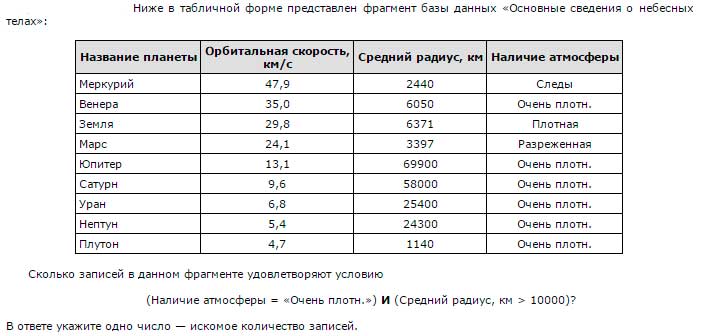 Ниже в табличной форме представлен фрагмент базы данных «Основные сведения о небесных
телах»:
Название планеты Орбитальная скорость, км/с Средний радиус, км Наличие атмосферы
Меркурий 47,9 2440 Следы
Венера 35,0 6050 Очень плотн.
Земля 29,8 6371 Плотная
Марс 24,1 3397 Разреженная
Юпитер 13,1 69900 Очень плотн.
Сатурн 9,6 58000 Очень плотн.
Уран 6,8 25400 Очень плотн.
Нептун 5,4 24300 Очень плотн.
Плутон 4,7 1140 Очень плотн.
Сколько записей в данном фрагменте удовлетворяют условию
(Наличие атмосферы = «Очень плотн.») И (Средний радиус, км > 10000)?
В ответе укажите одно число — искомое количество записей.